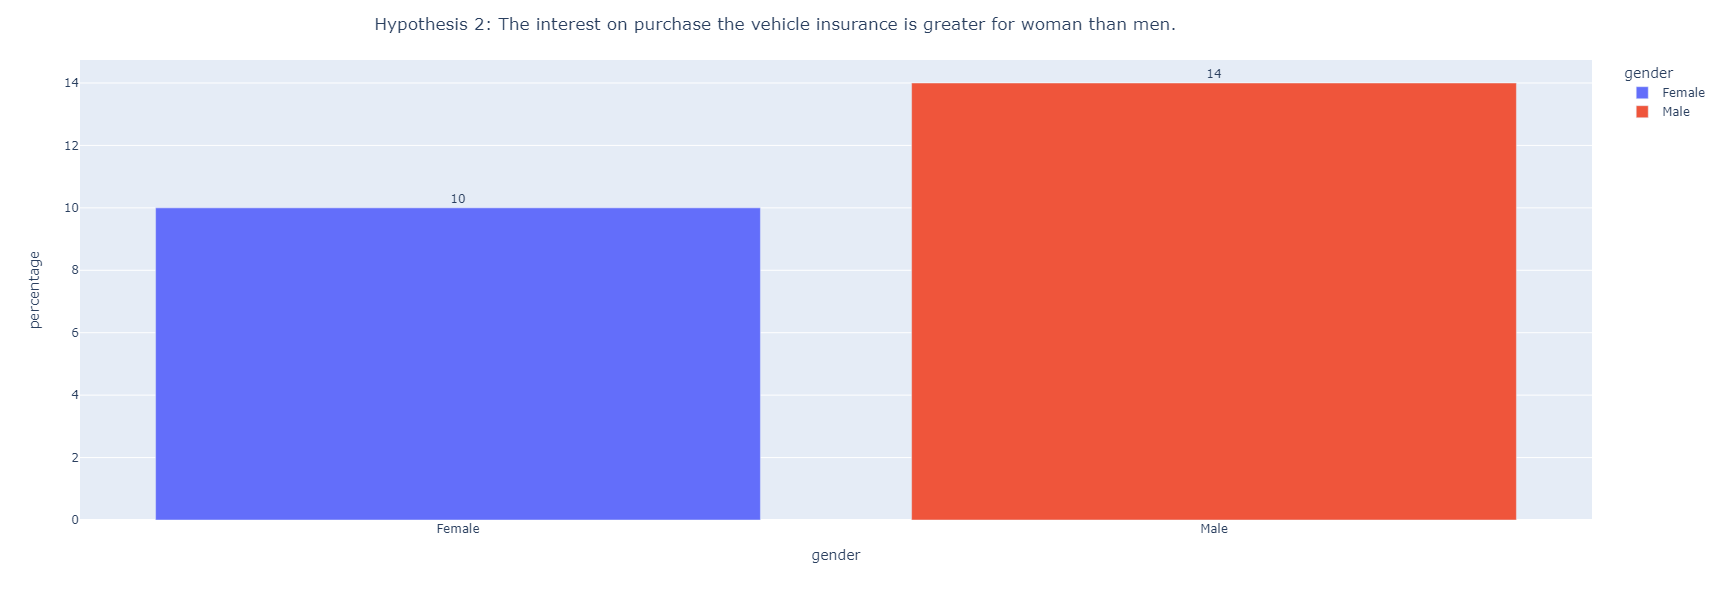 Hypothesis 2: The interest on purchase the vehicle insurance is greater for woman than men.
14
12
10
8
6
4
2
0
percentage
10
14
Female
Male
gender
gender
Female
Male